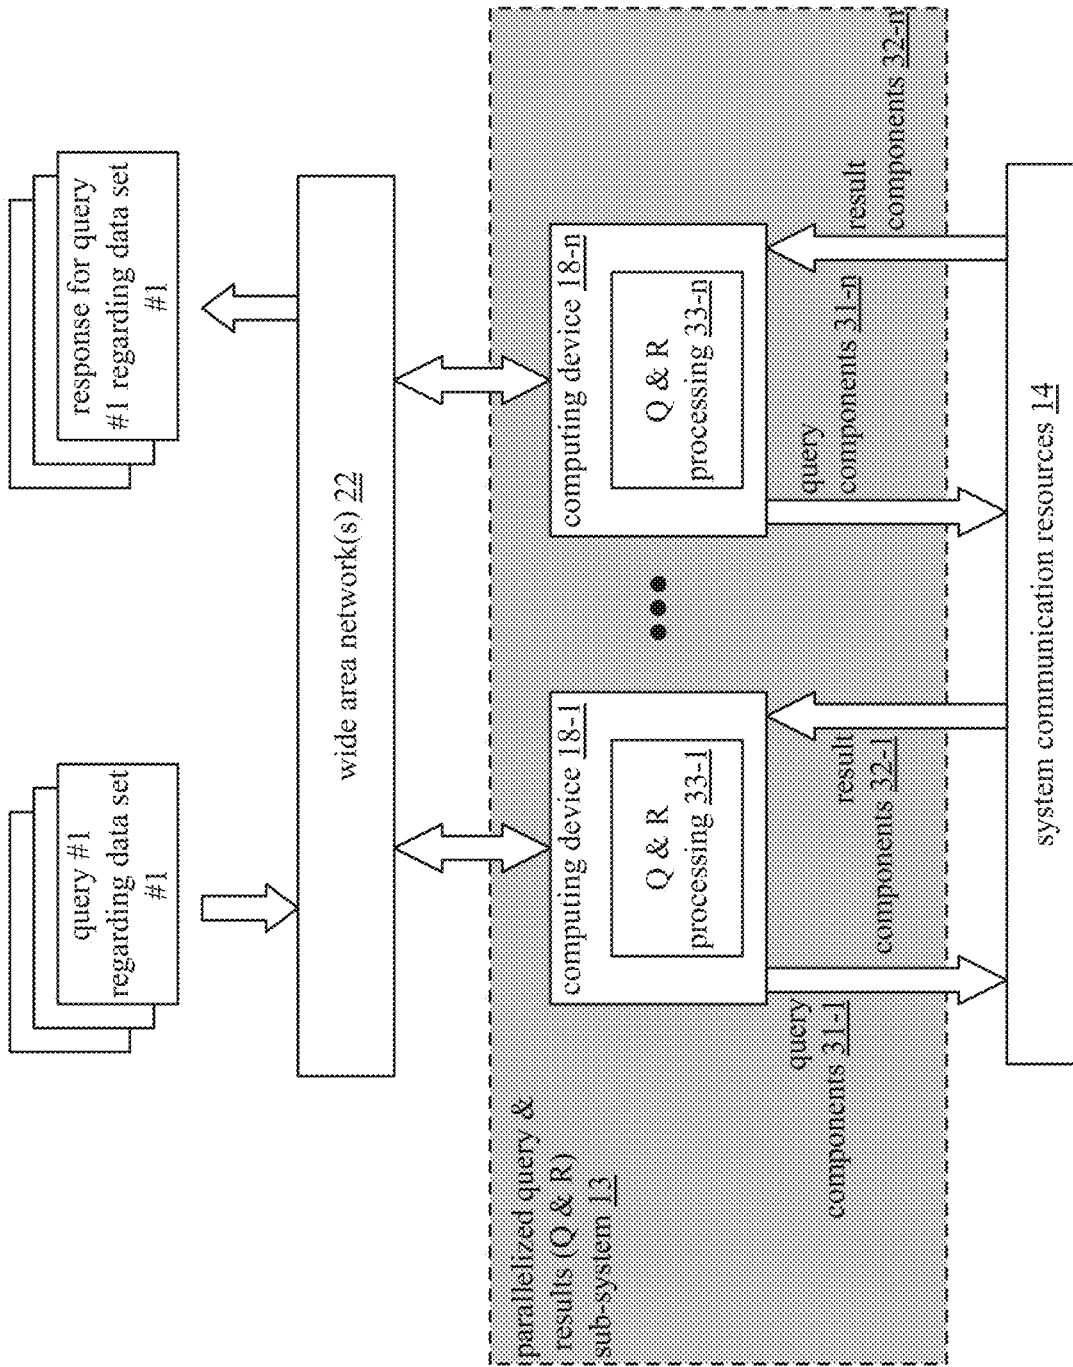 query #1
regarding data set
#1
response for query
#1 regarding data set
#1
wide area network(s) 22
parallelized query &
results (Q & R)
sub-system 13
computing device 18-1
Q & R
processing 33-1
computing device 18-n
Q & R
processing 33-n
query
components 31-1
result
components 32-1
query
components 31-n
result
components 32-n
system communication resources 14